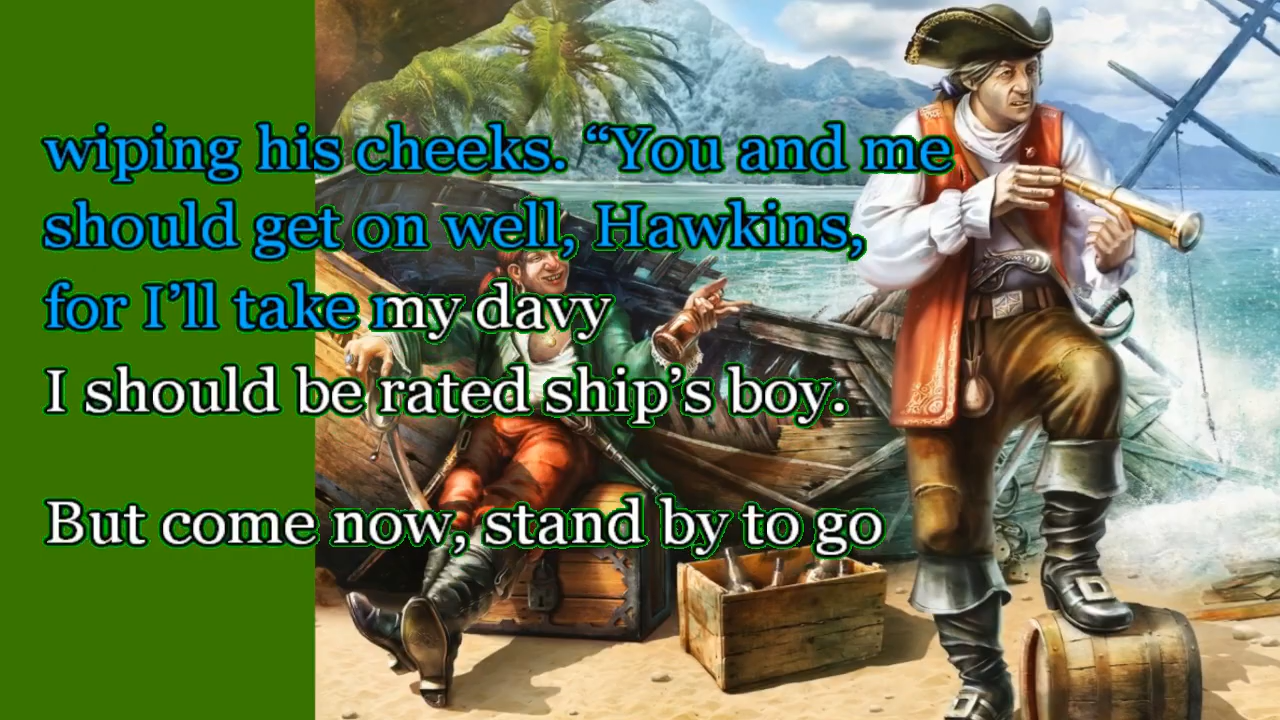 wiping his cheeks. “You and me
should get on well, Hawkins,
for I’ll take my davy
I should be rated ship’s boy.
But come now, stand by to go